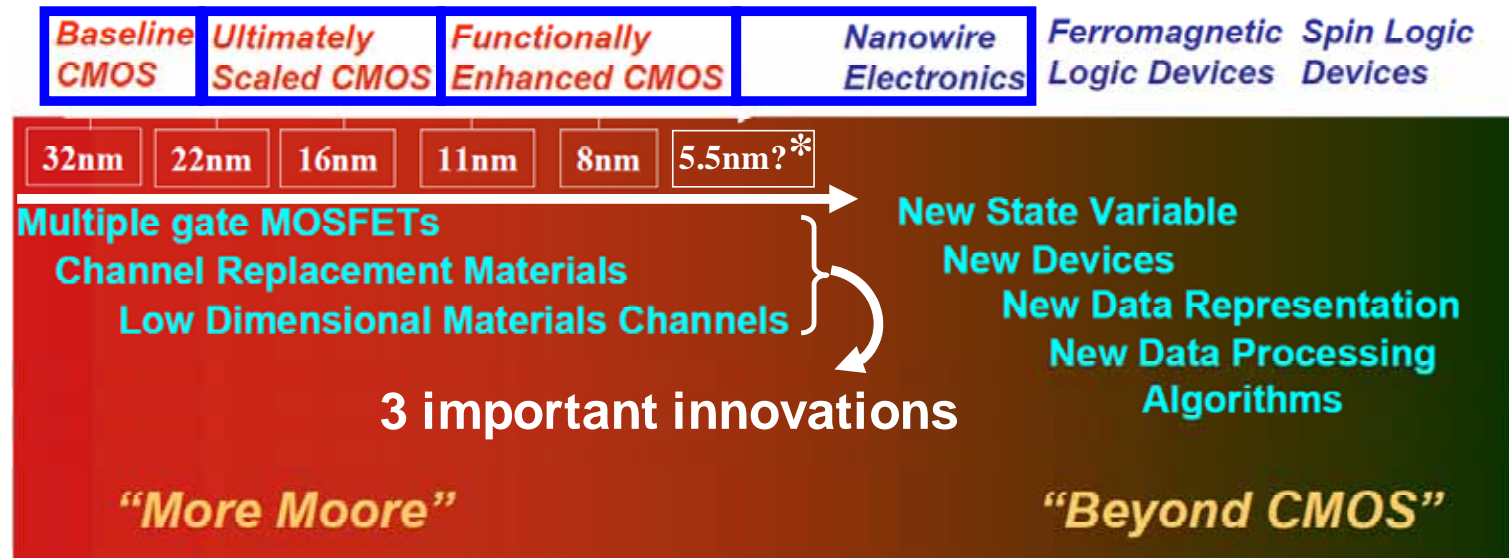 Baseline CMOS
Ultimately Scaled CMOS
Functionally Enhanced CMOS
Nanowire Electronics
Ferromagnetic Logic Devices
Spin Logic Devices
32nm
22nm
16nm
11nm
8nm
5.5nm?*
Multiple gate MOSFETs
Channel Replacement Materials
Low Dimensional Materials Channels
3 important innovations
New State Variable
New Devices
New Data Representation
New Data Processing
Algorithms
“More Moore”
“Beyond CMOS”